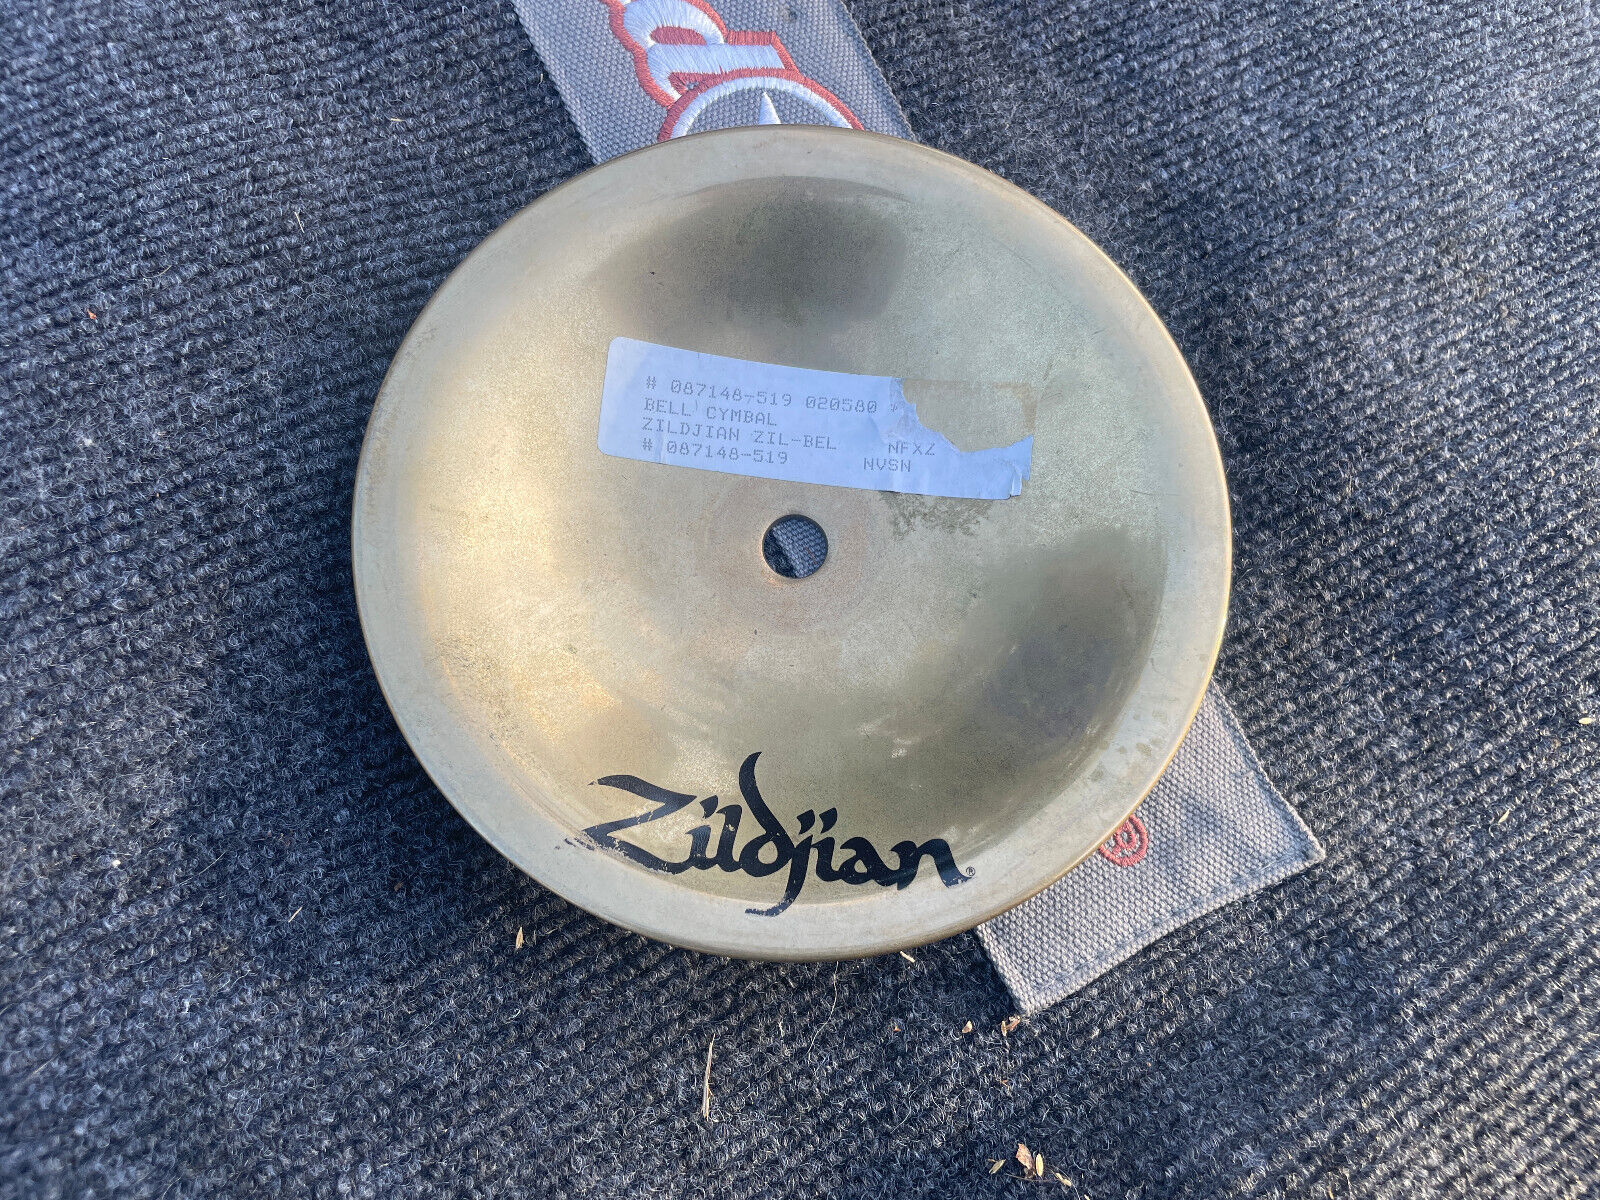 # 087148-519 020580
BELL CYMBAL
ZILDJIAN ZIL-BEL NFXZ
# 087148-519 NVSN
Zildjian®
®